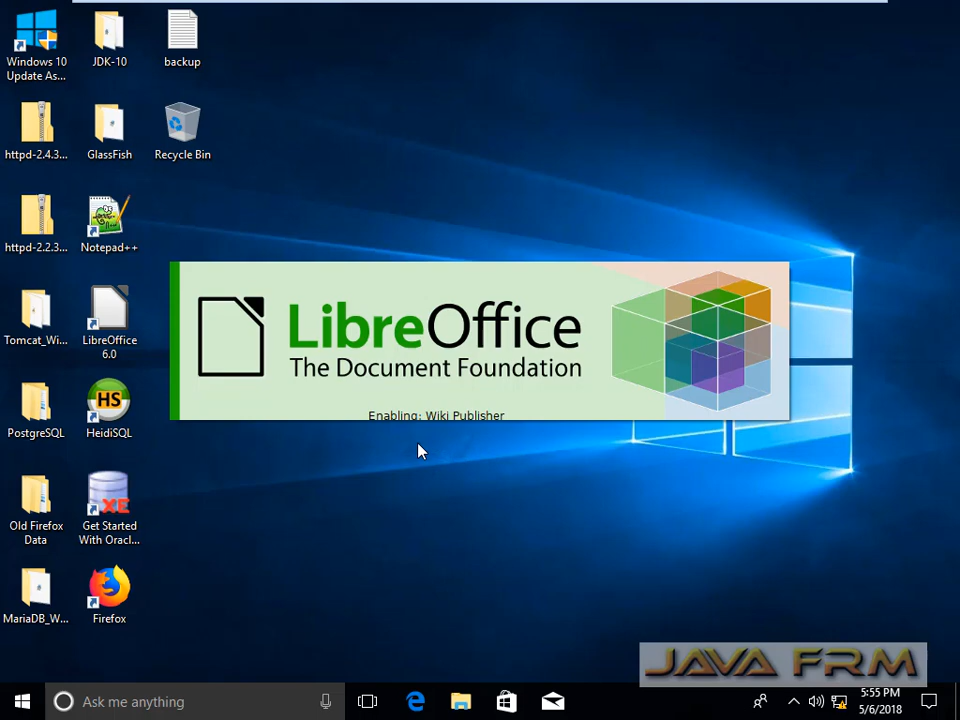 Windows 10
Update As...
JDK-10
backup
httpd-2.4.3...
GlassFish
Recycle Bin
httpd-2.2.3...
Notepad++
Tomcat_Wi...
LibreOffice
6.0
LibreOffice
The Document Foundation
Enabling: Wiki Publisher
PostgreSQL
HS
HeidiSQL
Old Firefox
Data
XE
Get Started
With Oracl...
MariaDB_W...
Firefox
JAVA FRM
Ask me anything
5:55 PM
5/6/2018